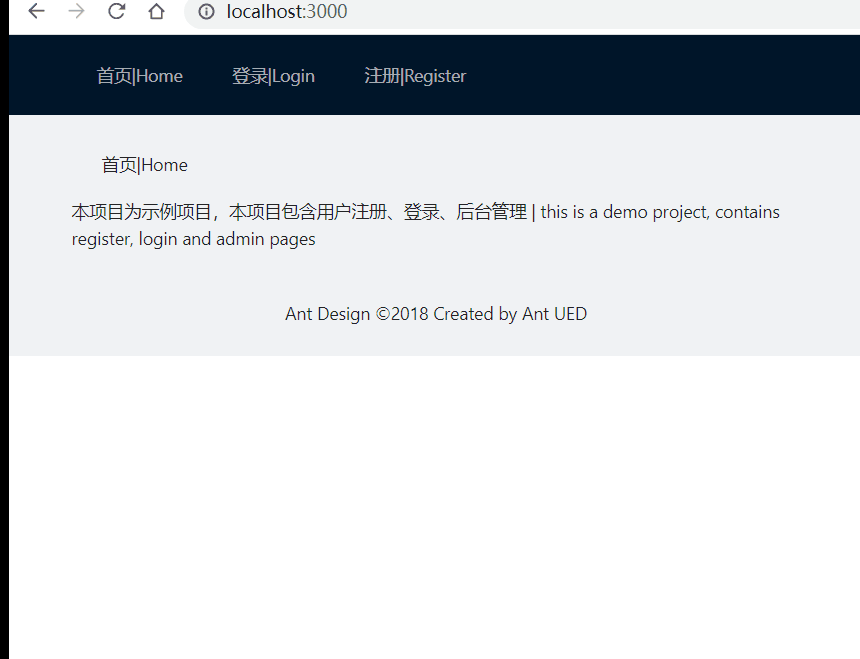 localhost:3000
首页|Home 登录|Login 注册|Register
首页|Home
本项目为示例项目，本项目包含用户注册、登录、后台管理 | this is a demo project, contains
register, login and admin pages
Ant Design ©2018 Created by Ant UED